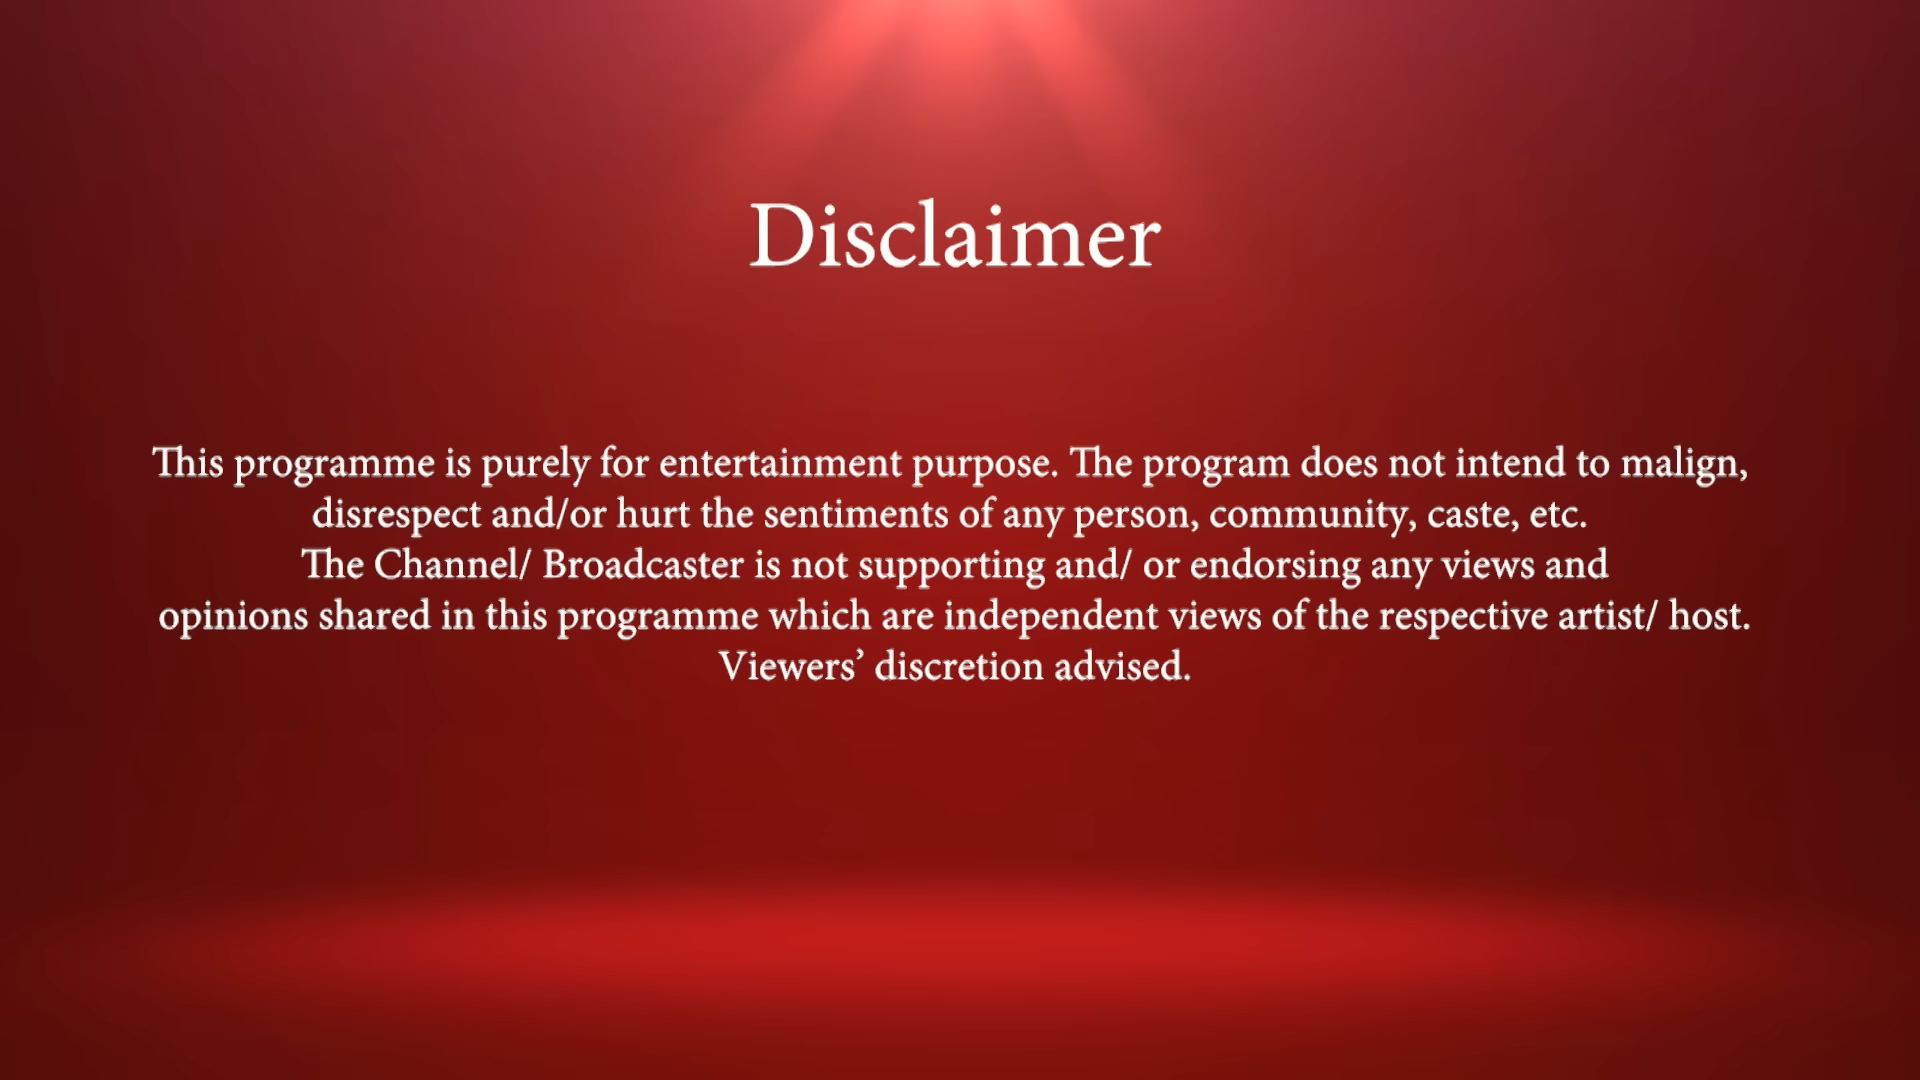 Disclaimer
This programme is purely for entertainment purpose. The program does not intend to malign,
disrespect and/or hurt the sentiments of any person, community, caste, etc.
The Channel/ Broadcaster is not supporting and/ or endorsing any views and
opinions shared in this programme which are independent views of the respective artist/ host.
Viewers’ discretion advised.